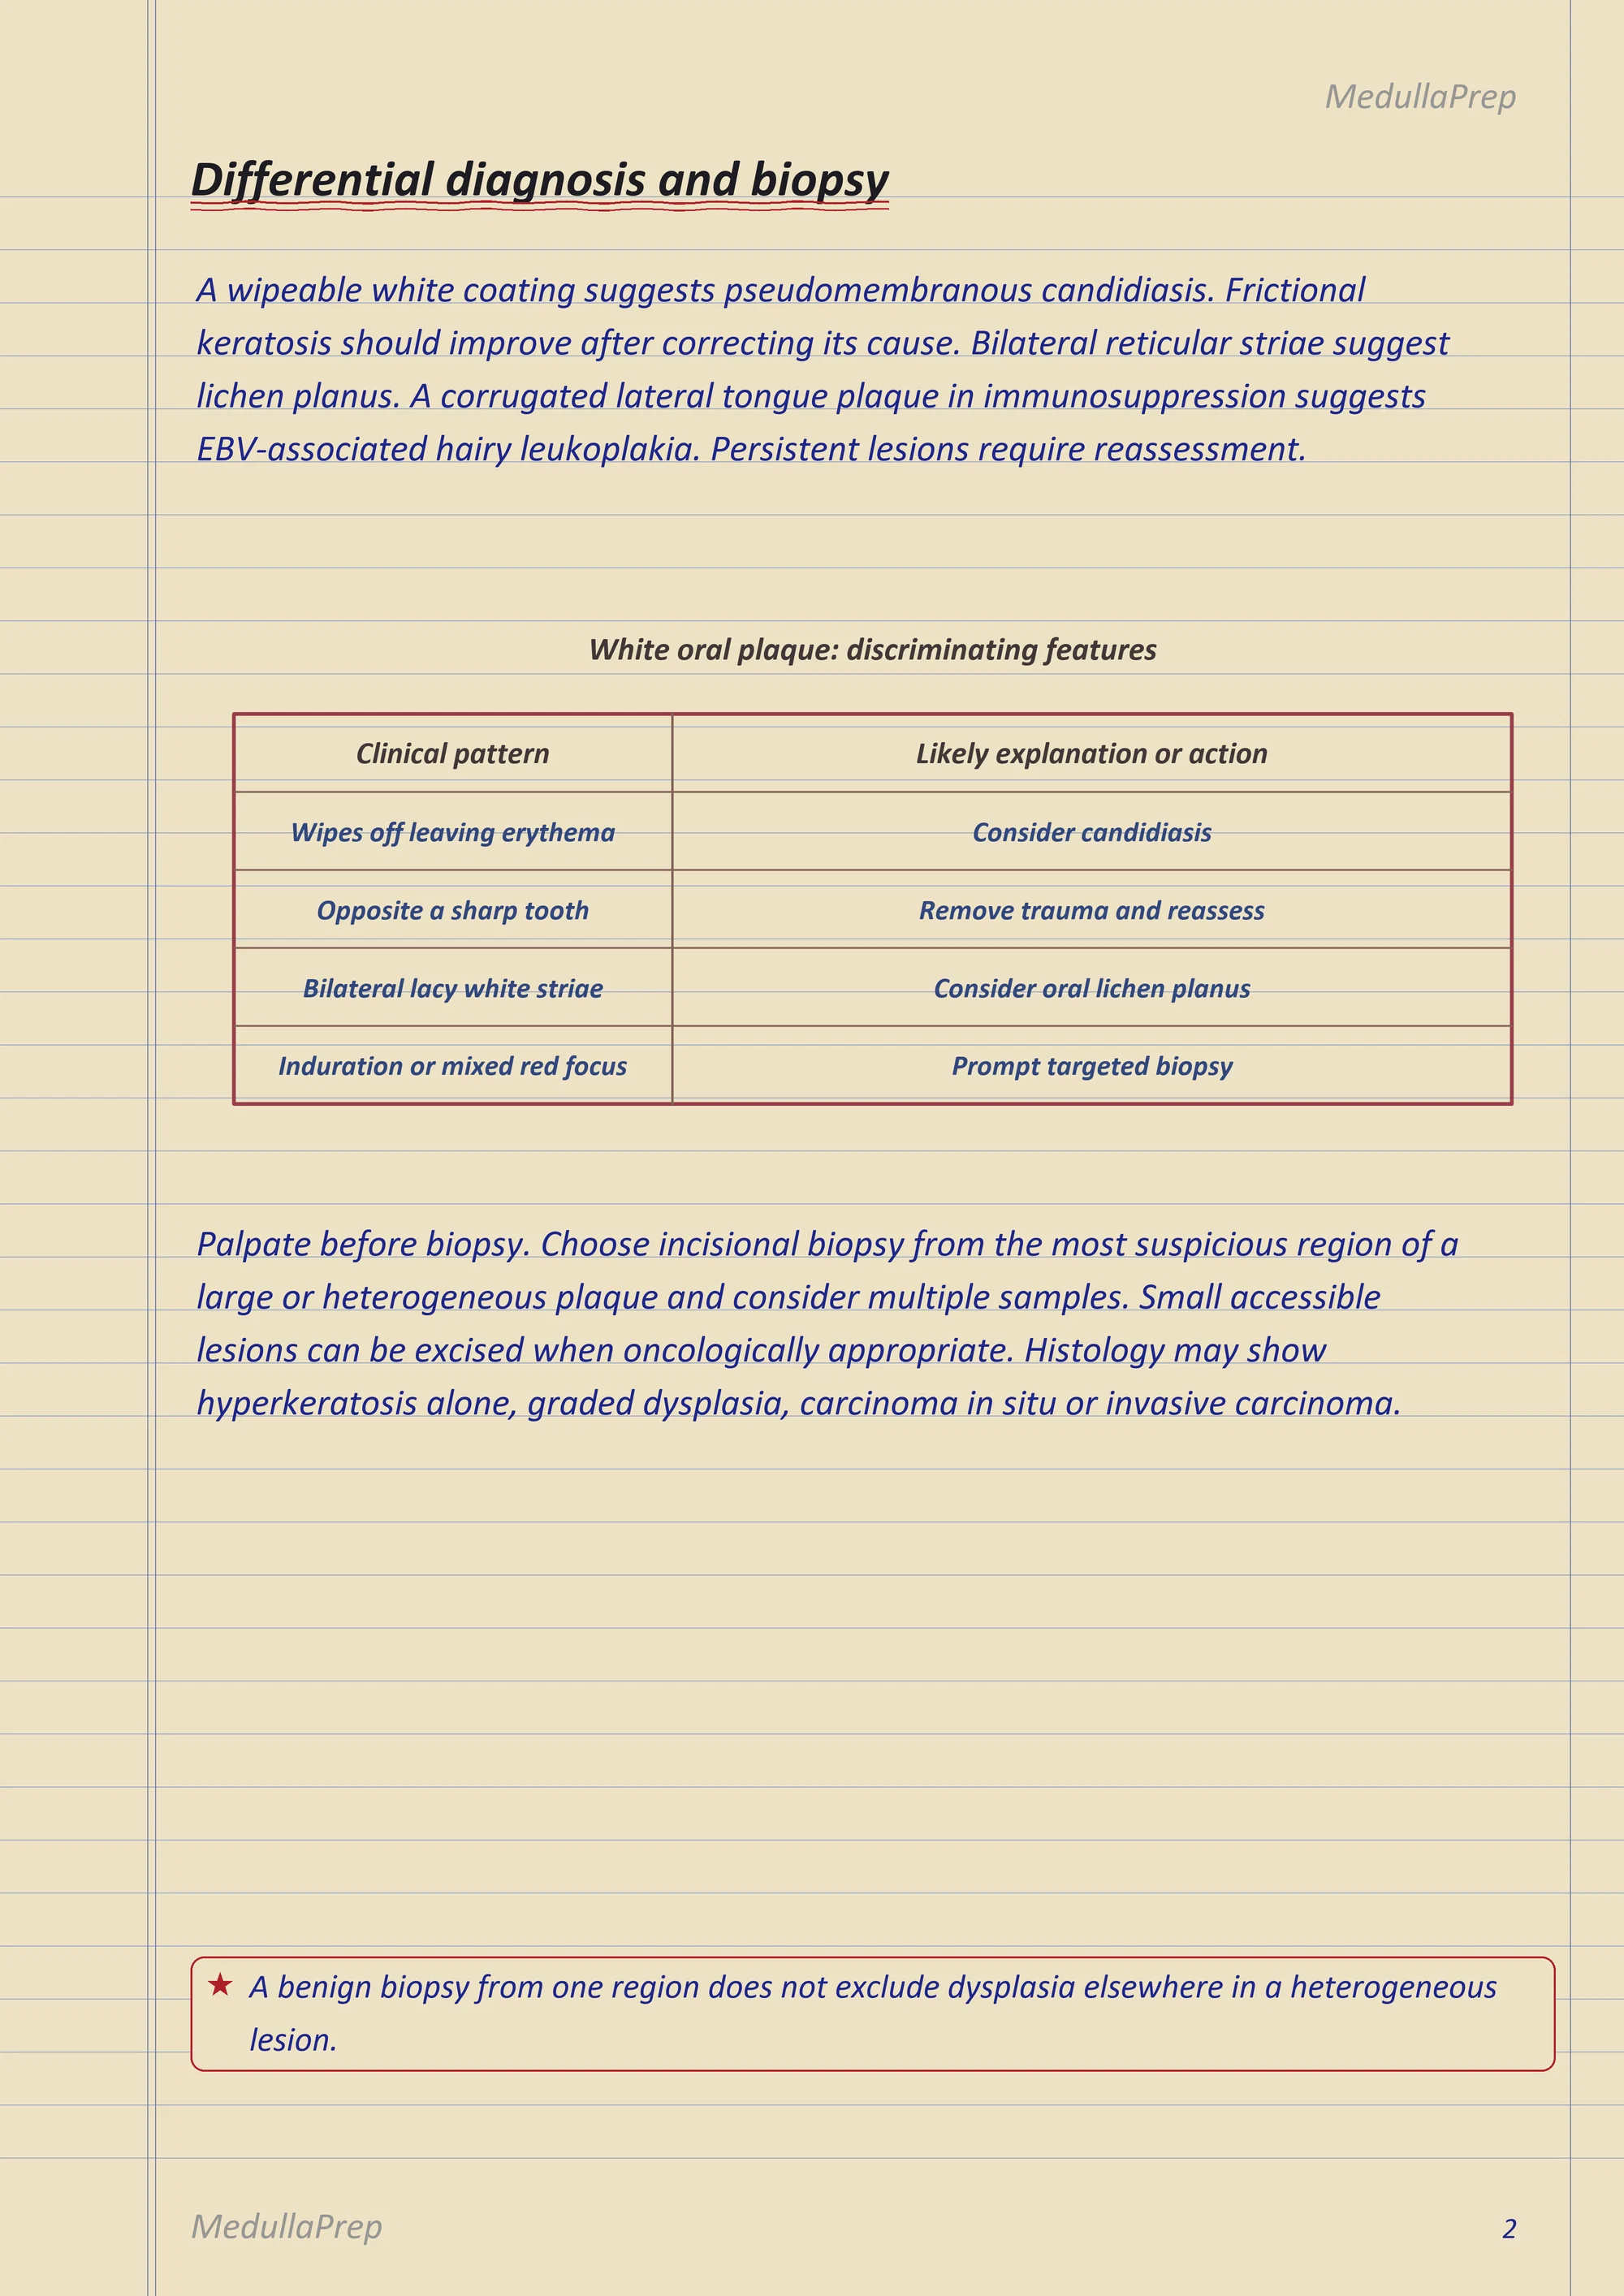 MedullaPrep
Differential diagnosis and biopsy
A wipeable white coating suggests pseudomembranous candidiasis. Frictional
keratosis should improve after correcting its cause. Bilateral reticular striae suggest
lichen planus. A corrugated lateral tongue plaque in immunosuppression suggests
EBV-associated hairy leukoplakia. Persistent lesions require reassessment.
White oral plaque: discriminating features
Clinical pattern Likely explanation or action
Wipes off leaving erythema Consider candidiasis
Opposite a sharp tooth Remove trauma and reassess
Bilateral lacy white striae Consider oral lichen planus
Induration or mixed red focus Prompt targeted biopsy
Palpate before biopsy. Choose incisional biopsy from the most suspicious region of a
large or heterogeneous plaque and consider multiple samples. Small accessible
lesions can be excised when oncologically appropriate. Histology may show
hyperkeratosis alone, graded dysplasia, carcinoma in situ or invasive carcinoma.
★ A benign biopsy from one region does not exclude dysplasia elsewhere in a heterogeneous
lesion.
MedullaPrep 2